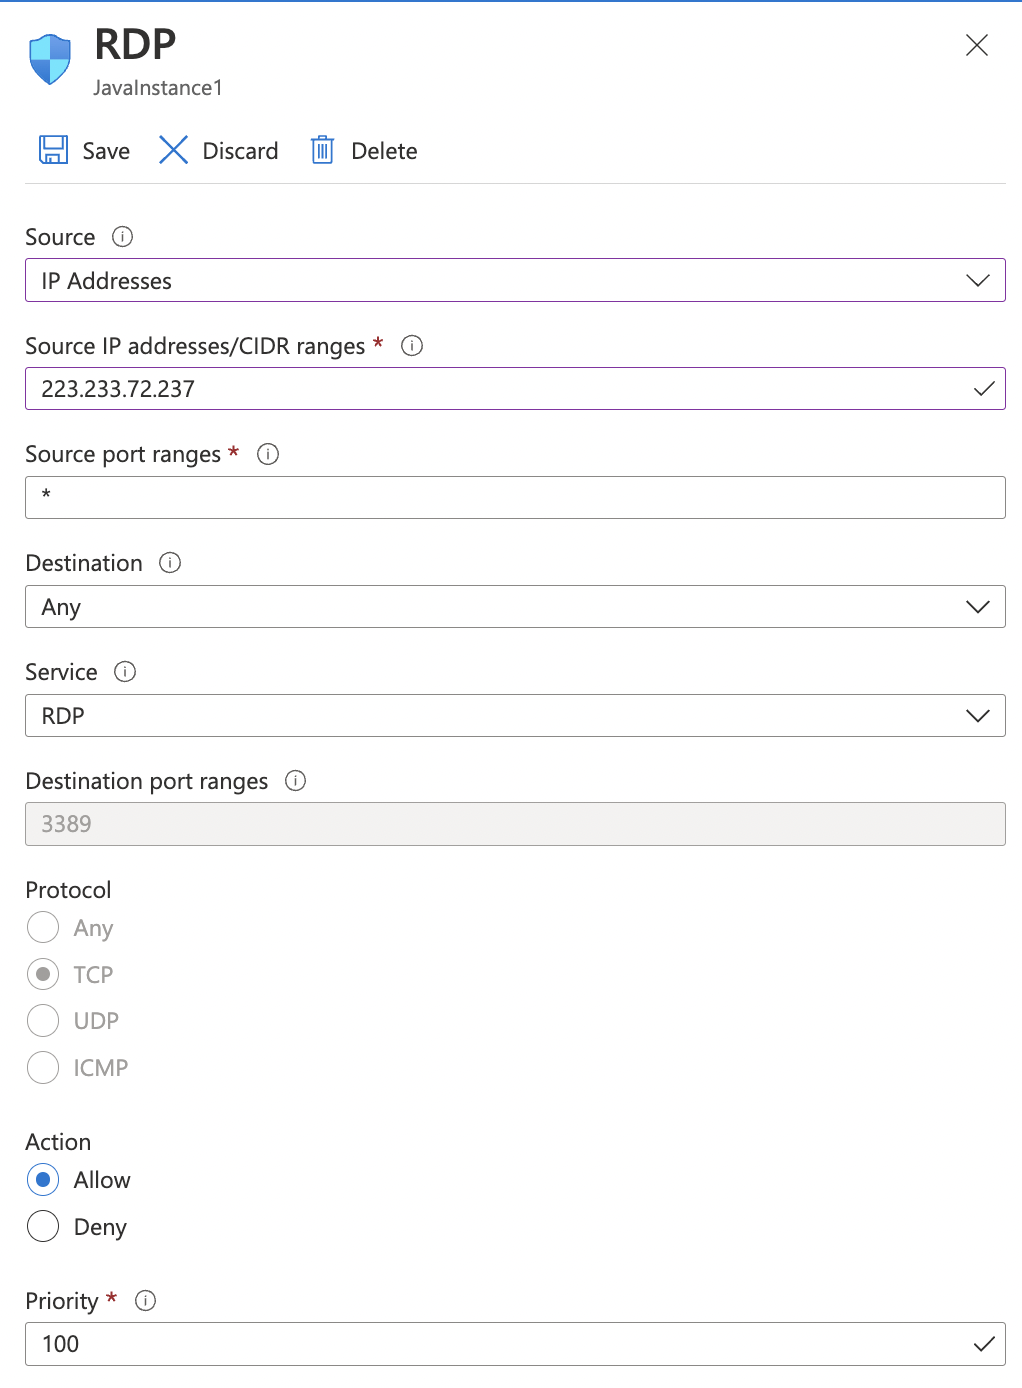 RDP
JavaInstance1
Save Discard Delete
Source
IP Addresses
Source IP addresses/CIDR ranges *
223.233.72.237
Source port ranges *
*
Destination
Any
Service
RDP
Destination port ranges
3389
Protocol
Any
TCP
UDP
ICMP
Action
Allow
Deny
Priority *
100